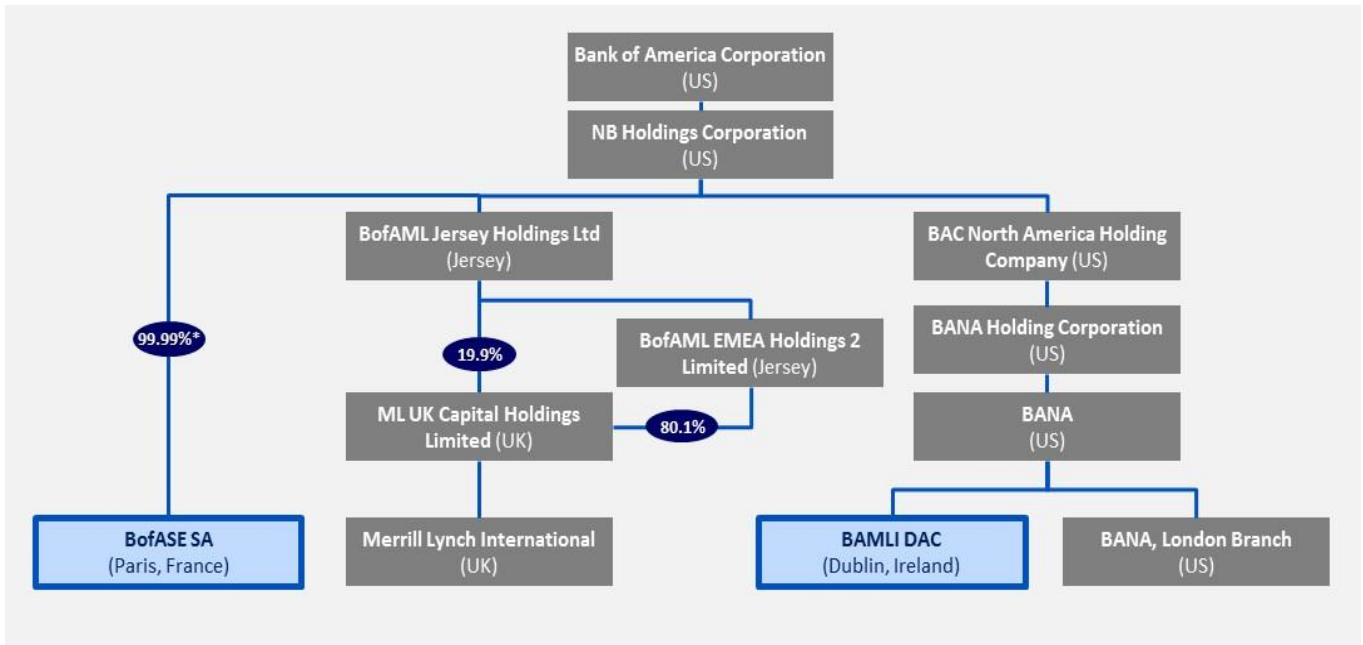 Bank of America Corporation
(US)
NB Holdings Corporation
(US)
BofAML Jersey Holdings Ltd
(Jersey)
BAC North America Holding
Company (US)
99.99%*
19.9%
BofAML EMEA Holdings 2
Limited (Jersey)
BANA Holding Corporation
(US)
ML UK Capital Holdings
Limited (UK)
80.1%
BANA
(US)
BofASE SA
(Paris, France)
Merrill Lynch International
(UK)
BAMLI DAC
(Dublin, Ireland)
BANA, London Branch
(US)